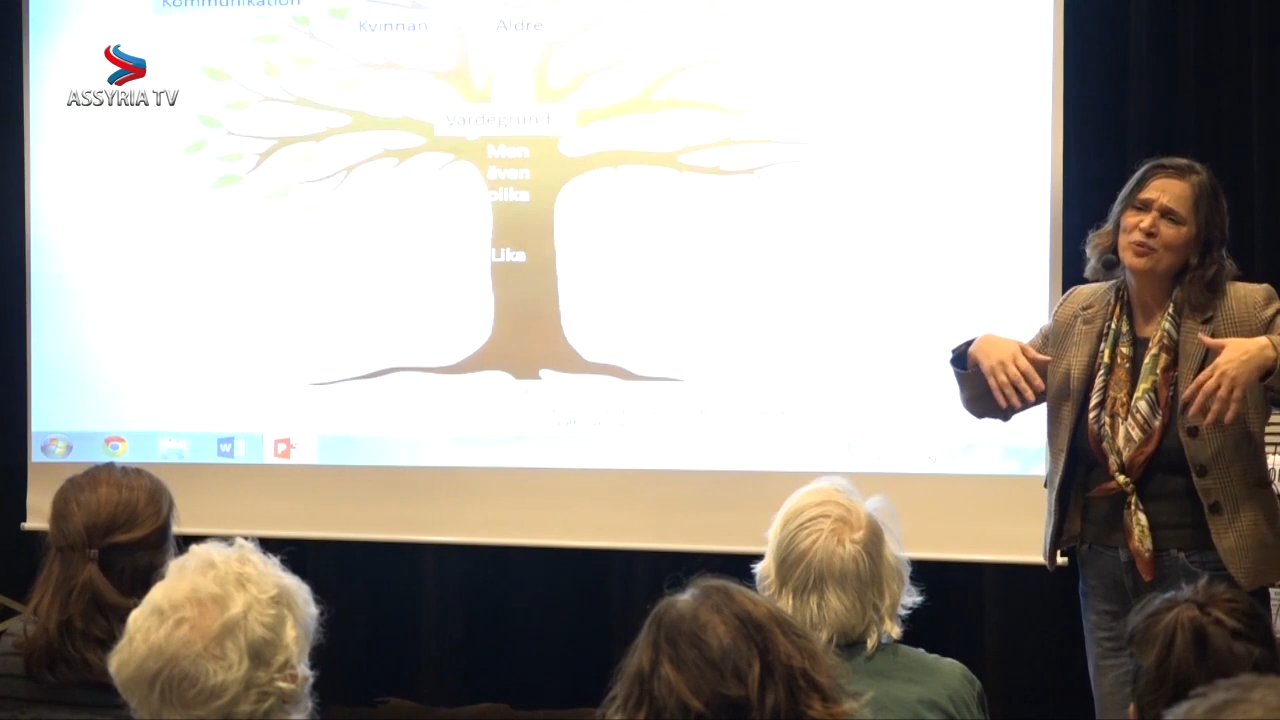 Kommunikation
Kvinnan
Äldre
ASSYRIA TV
Värdegrund
Men
även
olika
Lika